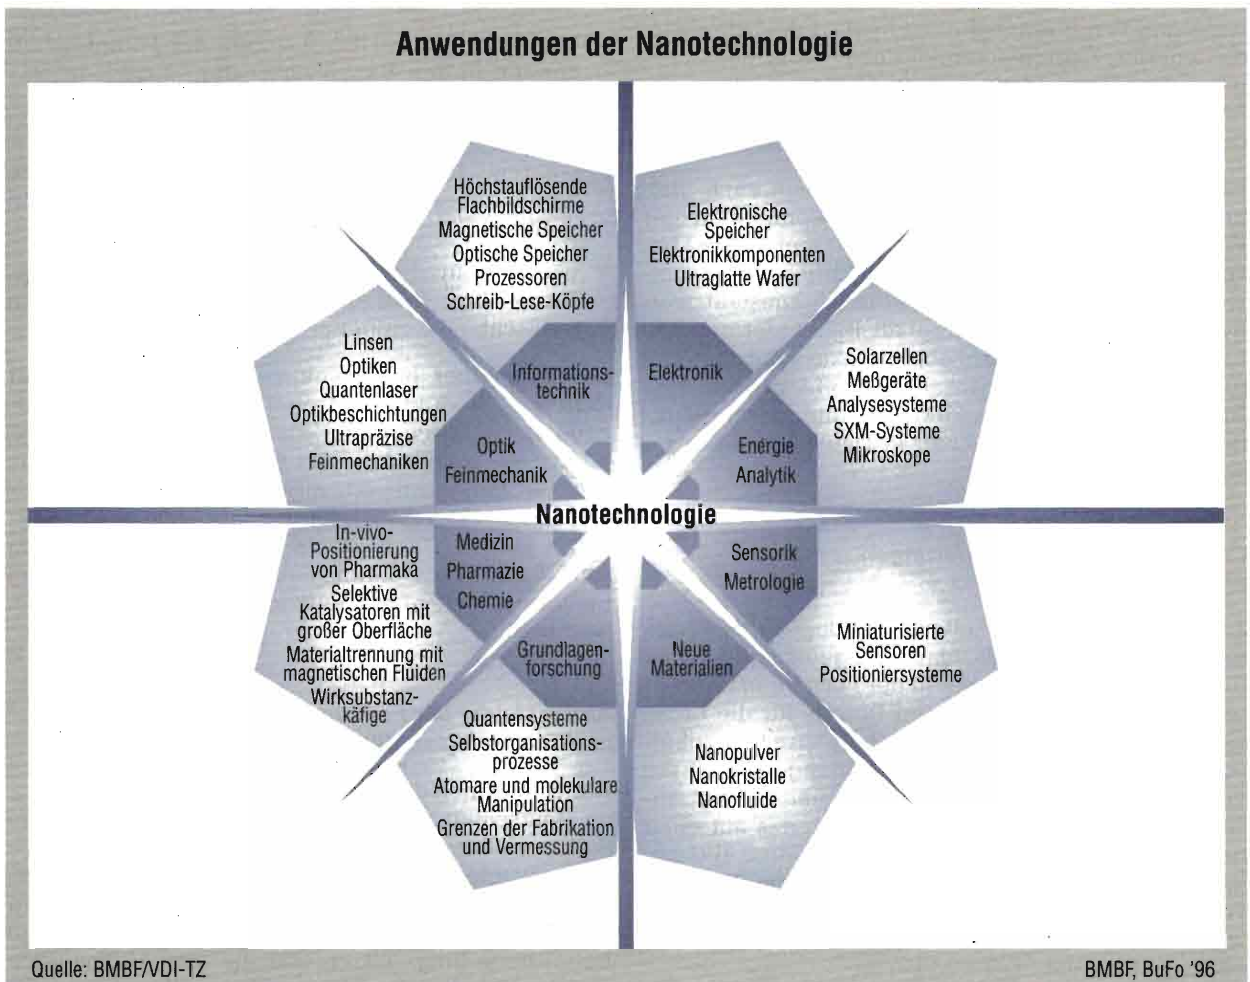 Anwendungen der Nanotechnologie
Höchstauflösende
Flachbildschirme
Magnetische Speicher
Optische Speicher
Prozessoren
Schreib-Lese-Köpfe
Informations-
technik
Elektronische
Speicher
Elektronikkomponenten
Ultraglatte Wafer
Elektronik
Linsen
Optiken
Quantenlaser
Optikbeschichtungen
Ultrapräzise
Feinmechaniken
Optik
Feinmechanik
Solarzellen
Meßgeräte
Analysesysteme
SXM-Systeme
Mikroskope
Energie
Analytik
Nanotechnologie
In-vivo-
Positionierung
von Pharmaka
Selektive
Katalysatoren mit
großer Oberfläche
Materialtrennung mit
magnetischen Fluiden
Wirksubstanz-
käfige
Medizin
Pharmazie
Chemie
Sensorik
Metrologie
Miniaturisierte
Sensoren
Positioniersysteme
Grundlagen-
forschung
Quantensysteme
Selbstorganisations-
prozesse
Atomare und molekulare
Manipulation
Grenzen der Fabrikation
und Vermessung
Neue
Materialien
Nanopulver
Nanokristalle
Nanofluide
Quelle: BMBF/VDI-TZ
BMBF, BuFo '96